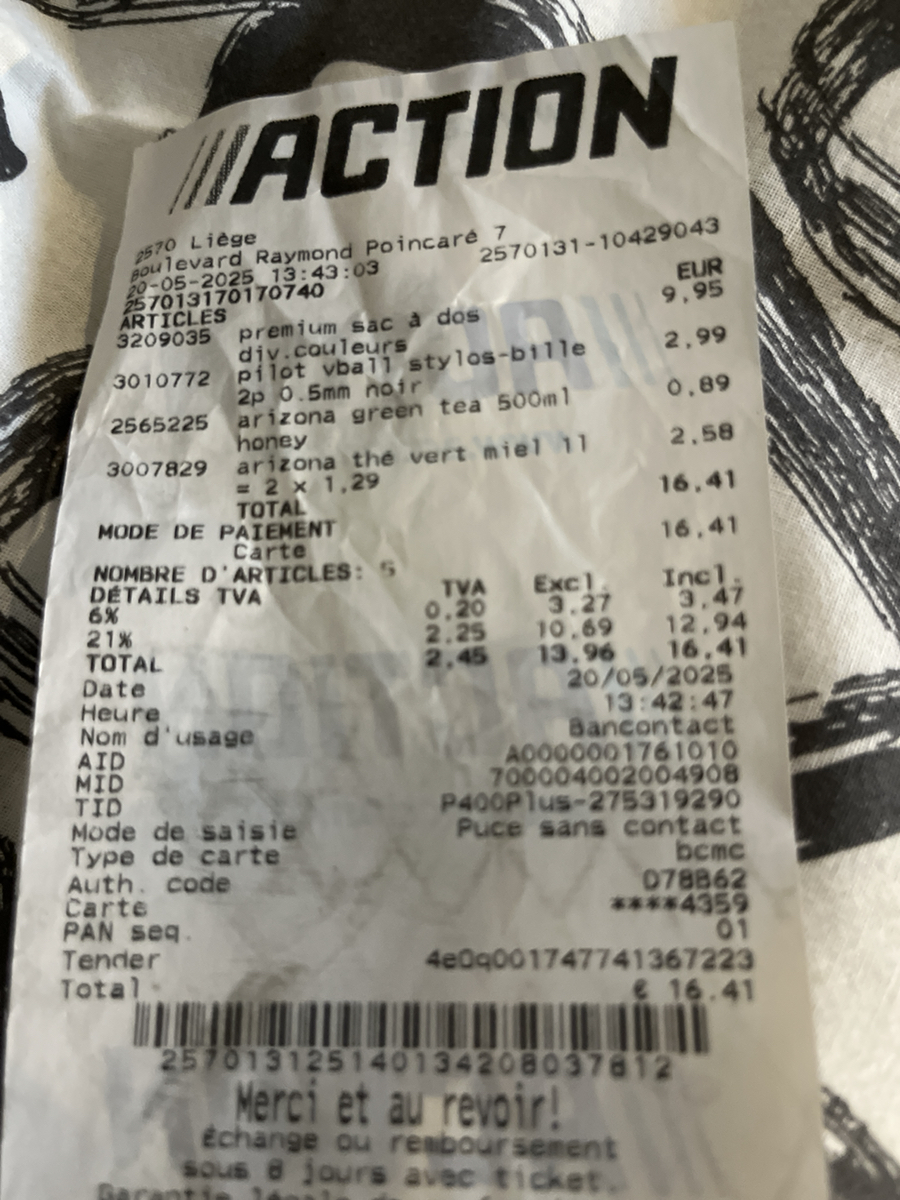 ACTION
2570 Liège
Boulevard Raymond Poincaré 7
20-05-2025 13:43:03 2570131-10429043
257013170170740 EUR
ARTICLES
3209035 premium sac à dos 9,95
div.couleurs
3010772 pilot vball stylos-bille 2,99
2p 0.5mm noir
2565225 arizona green tea 500ml 0,89
honey
3007829 arizona thé vert miel 1l 2,58
= 2 x 1,29
TOTAL 16,41
MODE DE PAIEMENT
Carte 16,41
NOMBRE D'ARTICLES: 5
DÉTAILS TVA TVA Excl. Incl.
6% 0,20 3,27 3,47
21% 2,25 10,69 12,94
TOTAL 2,45 13,96 16,41
Date 20/05/2025
Heure 13:42:47
Nom d'usage Bancontact
AID A0000001761010
MID 700004002004908
TID P400Plus-275319290
Mode de saisie Puce sans contact
Type de carte bcmc
Auth. code 078862
Carte ****4359
PAN seq. 01
Tender 4e0q001747741367223
Total € 16.41
257013125140134208037812
Merci et au revoir!
Échange ou remboursement
sous 8 jours avec ticket.
Garantie légale